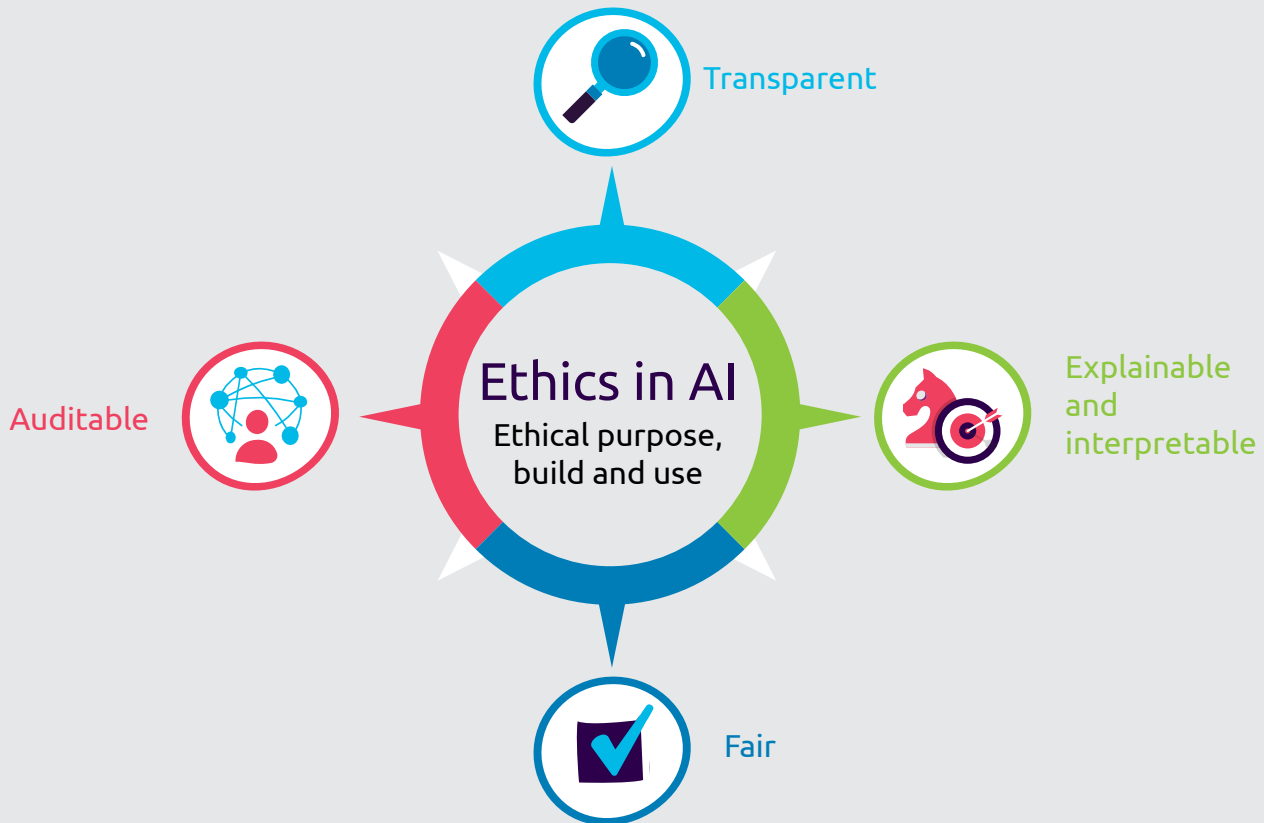 Transparent
Auditable
Ethics in AI
Ethical purpose,
build and use
Explainable
and
interpretable
Fair